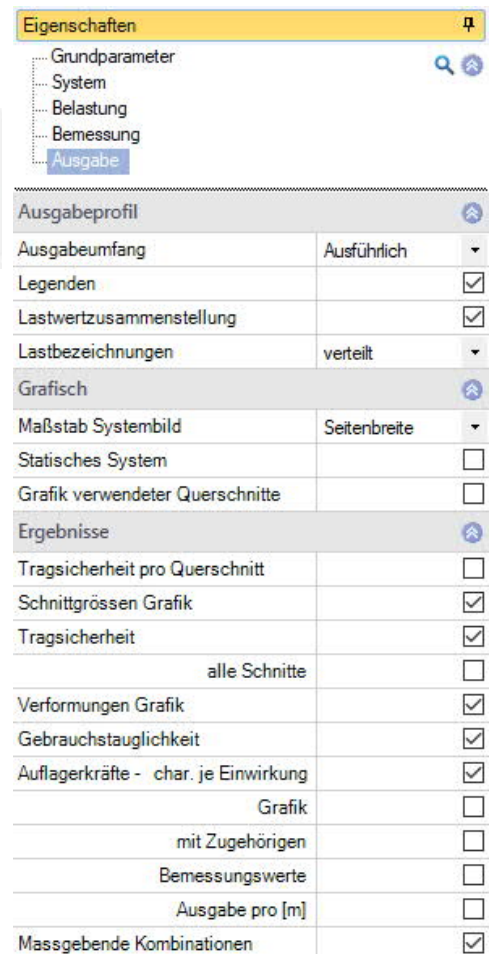 Eigenschaften
Grundparameter
System
Belastung
Bemessung
Ausgabe
Ausgabeprofil
Ausgabeumfang Ausführlich
Legenden
Lastwertzusammenstellung
Lastbezeichnungen verteilt
Grafisch
Maßstab Systembild Seitenbreite
Statisches System
Grafik verwendeter Querschnitte
Ergebnisse
Tragsicherheit pro Querschnitt
Schnittgrössen Grafik
Tragsicherheit
alle Schnitte
Verformungen Grafik
Gebrauchstauglichkeit
Auflagerkräfte - char. je Einwirkung
Grafik
mit Zugehörigen
Bemessungswerte
Ausgabe pro [m]
Massgebende Kombinationen